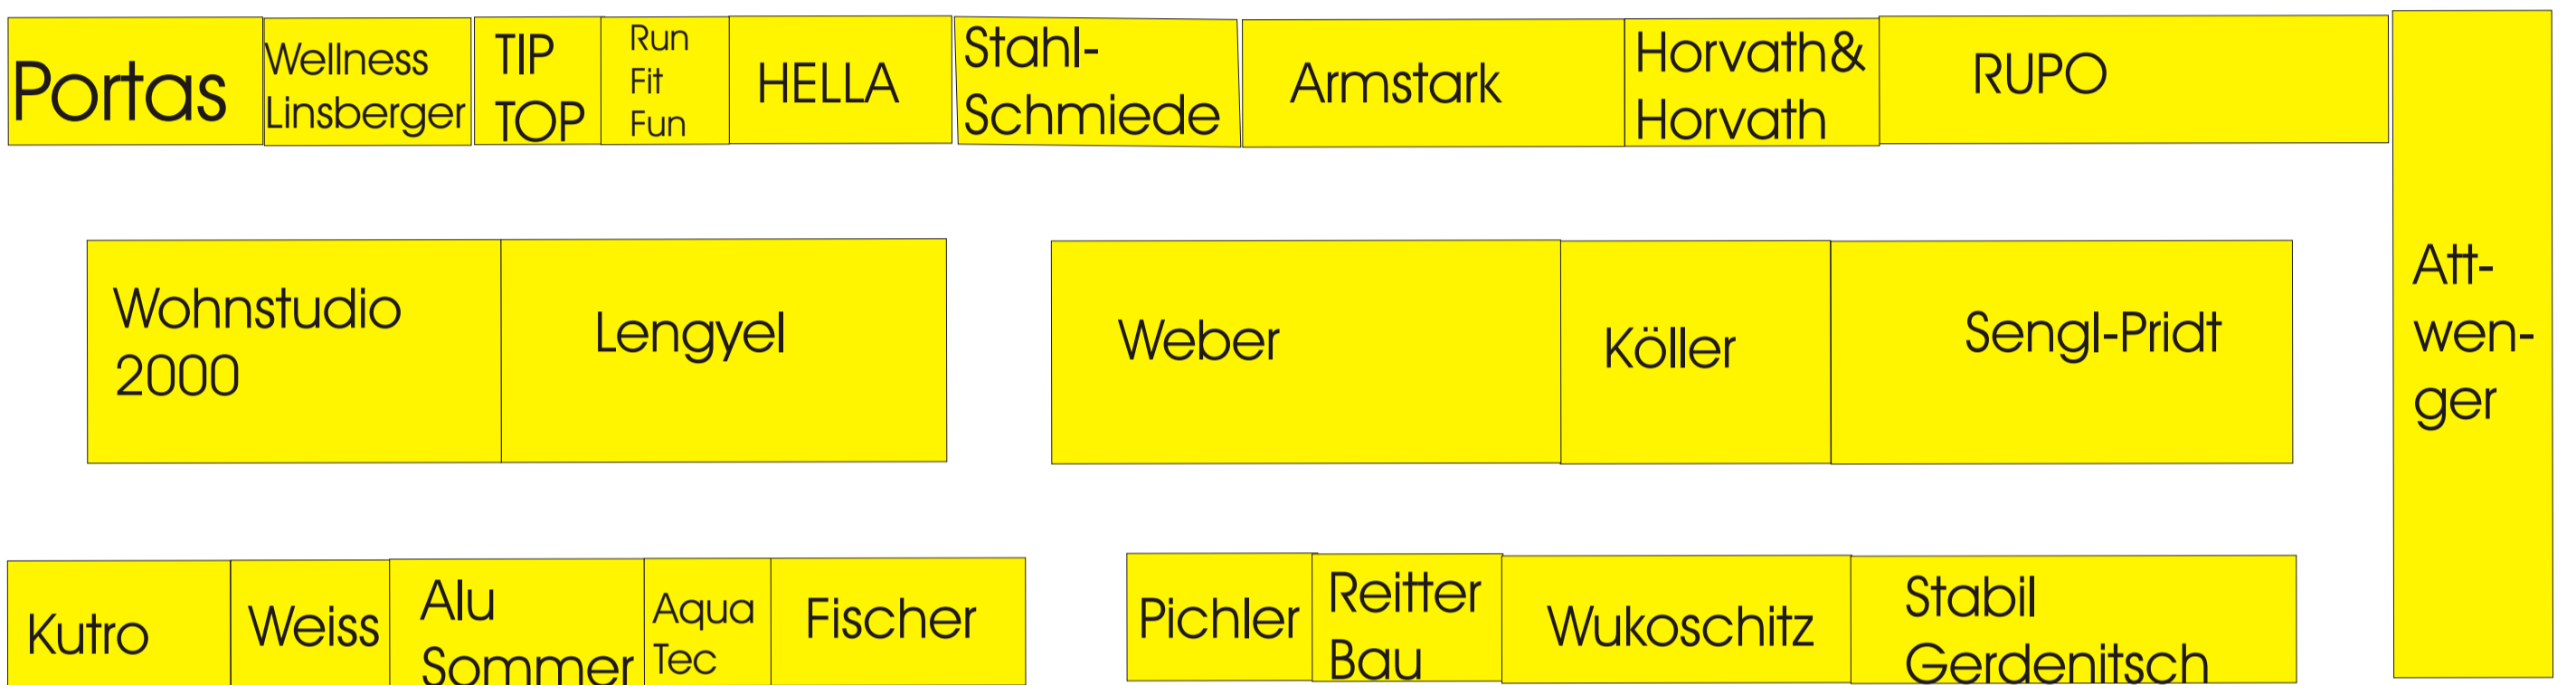 Portas
Wellness
Linsberger
TIP
TOP
Run
Fit
Fun
HELLA
Stahl-
Schmiede
Armstark
Horvath&
Horvath
RUPO
Att-
wen-
ger
Wohnstudio
2000
Lengyel
Weber
Köller
Sengl-Pridt
Kutro
Weiss
Alu
Sommer
Aqua
Tec
Fischer
Pichler
Reitter
Bau
Wukoschitz
Stabil
Gerdenitsch